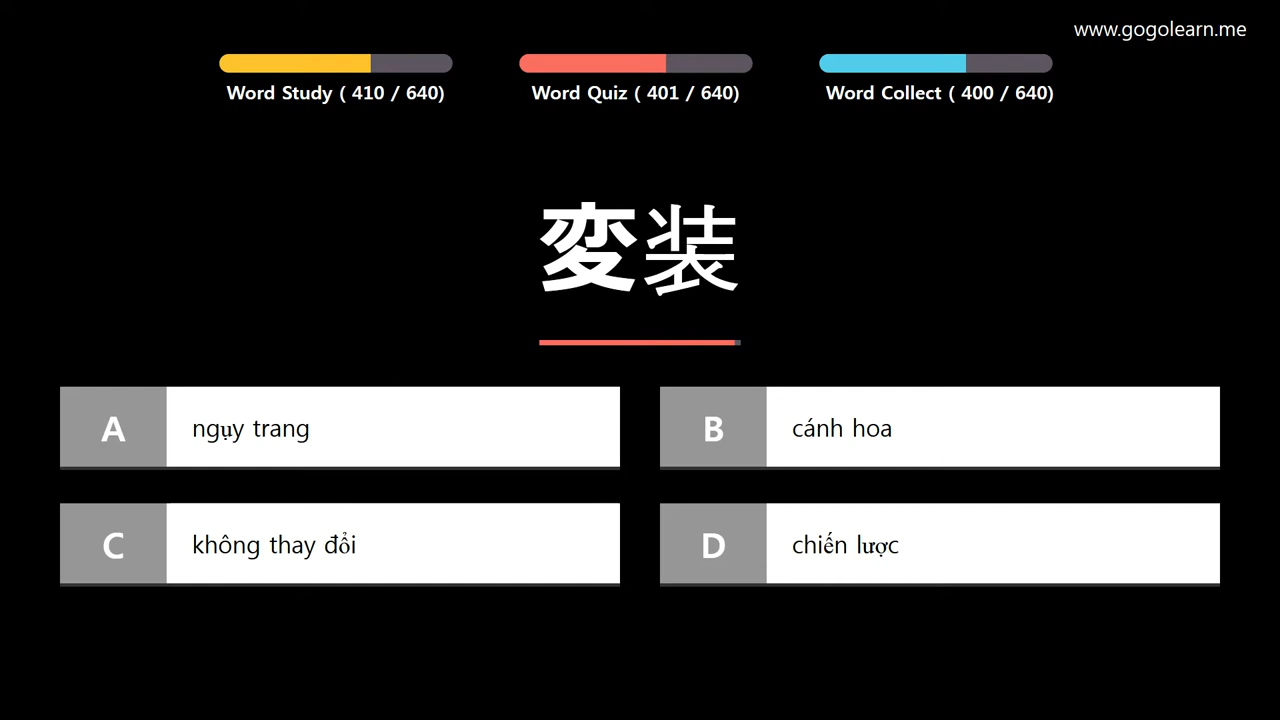 www.gogolearn.me
Word Study ( 410 / 640)
Word Quiz ( 401 / 640)
Word Collect ( 400 / 640)
変装
A ngụy trang
B cánh hoa
C không thay đổi
D chiến lược